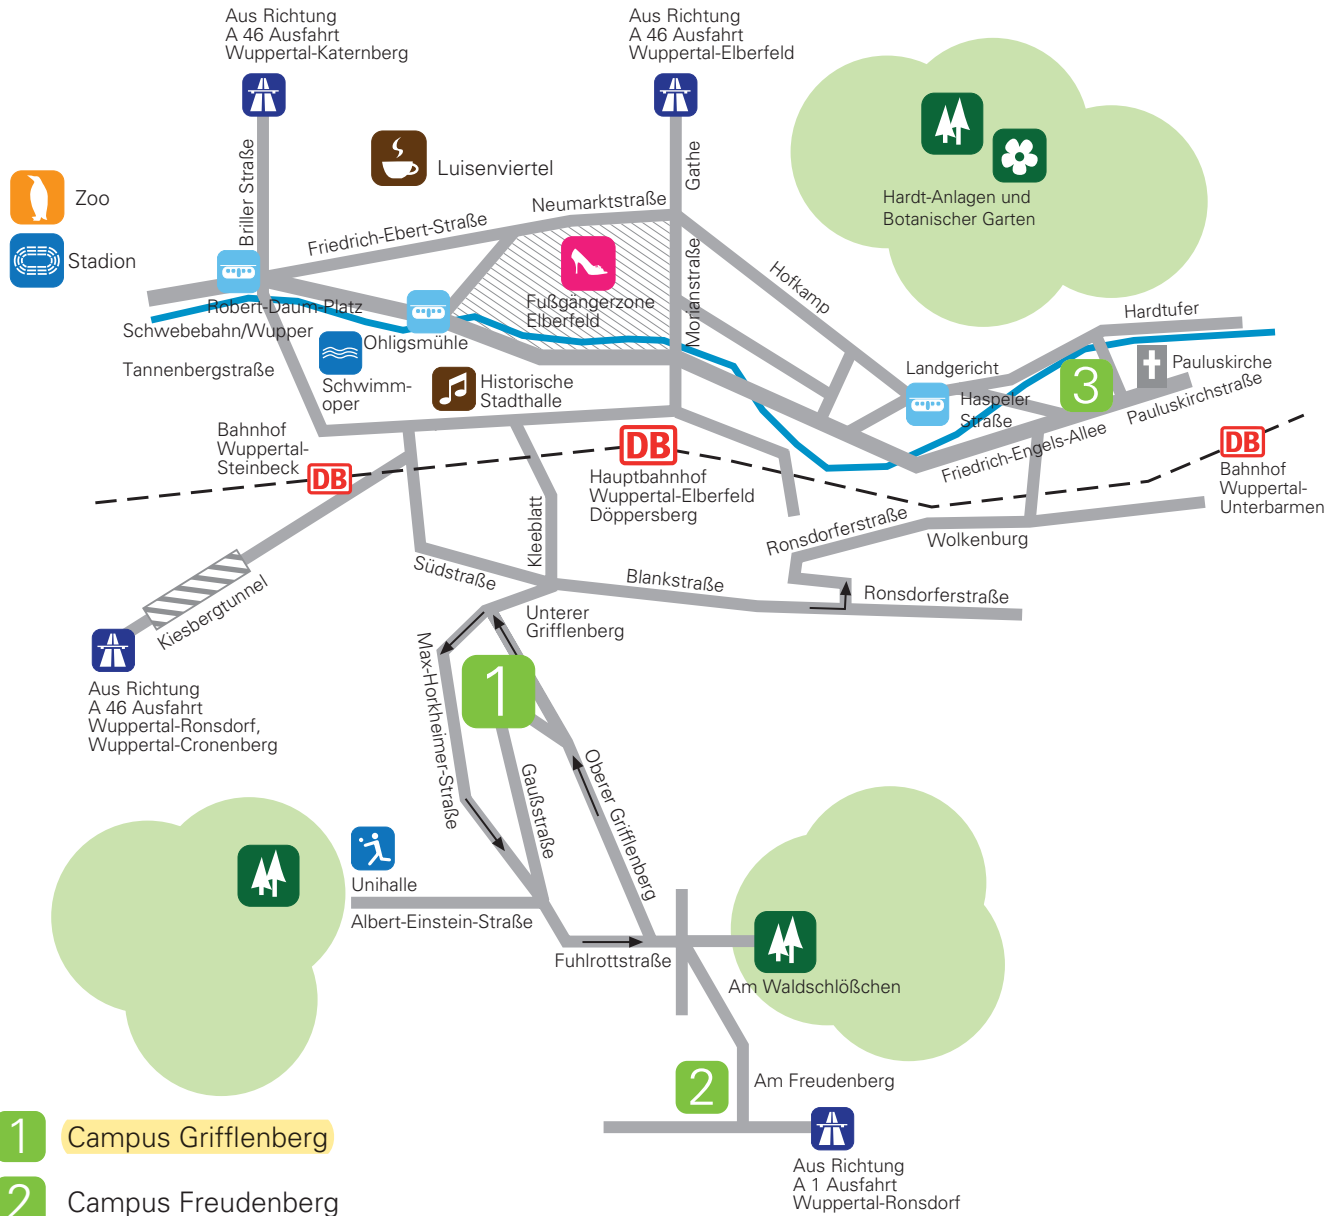 Aus Richtung
A 46 Ausfahrt
Wuppertal-Katernberg
Aus Richtung
A 46 Ausfahrt
Wuppertal-Elberfeld
Zoo
Stadion
Briller Straße
Luisenviertel
Friedrich-Ebert-Straße
Neumarktstraße
Gathe
Morianstraße
Hofkamp
Hardt-Anlagen und
Botanischer Garten
Hardtufer
Robert-Daum-Platz
Schwebebahn/Wupper
Ohligsmühle
Fußgängerzone
Elberfeld
Tannenbergstraße
Schwimm-
oper
Historische
Stadthalle
Landgericht
Haspeler
Straße
3
Pauluskirche
Pauluskirchstraße
Friedrich-Engels-Allee
Bahnhof
Wuppertal-
Steinbeck
DB
DB
Hauptbahnhof
Wuppertal-Elberfeld
Döppersberg
DB
Bahnhof
Wuppertal-
Unterbarmen
Kleeblatt
Ronsdorferstraße
Wolkenburg
Südstraße
Blankstraße
Ronsdorferstraße
Kiesbergtunnel
Unterer
Grifflenberg
Aus Richtung
A 46 Ausfahrt
Wuppertal-Ronsdorf,
Wuppertal-Cronenberg
Max-Horkheimer-Straße
1
Gaußstraße
Oberer Grifflenberg
Unihalle
Albert-Einstein-Straße
Fuhlrottstraße
Am Waldschlößchen
2
Am Freudenberg
Aus Richtung
A 1 Ausfahrt
Wuppertal-Ronsdorf
1 Campus Grifflenberg
2 Campus Freudenberg